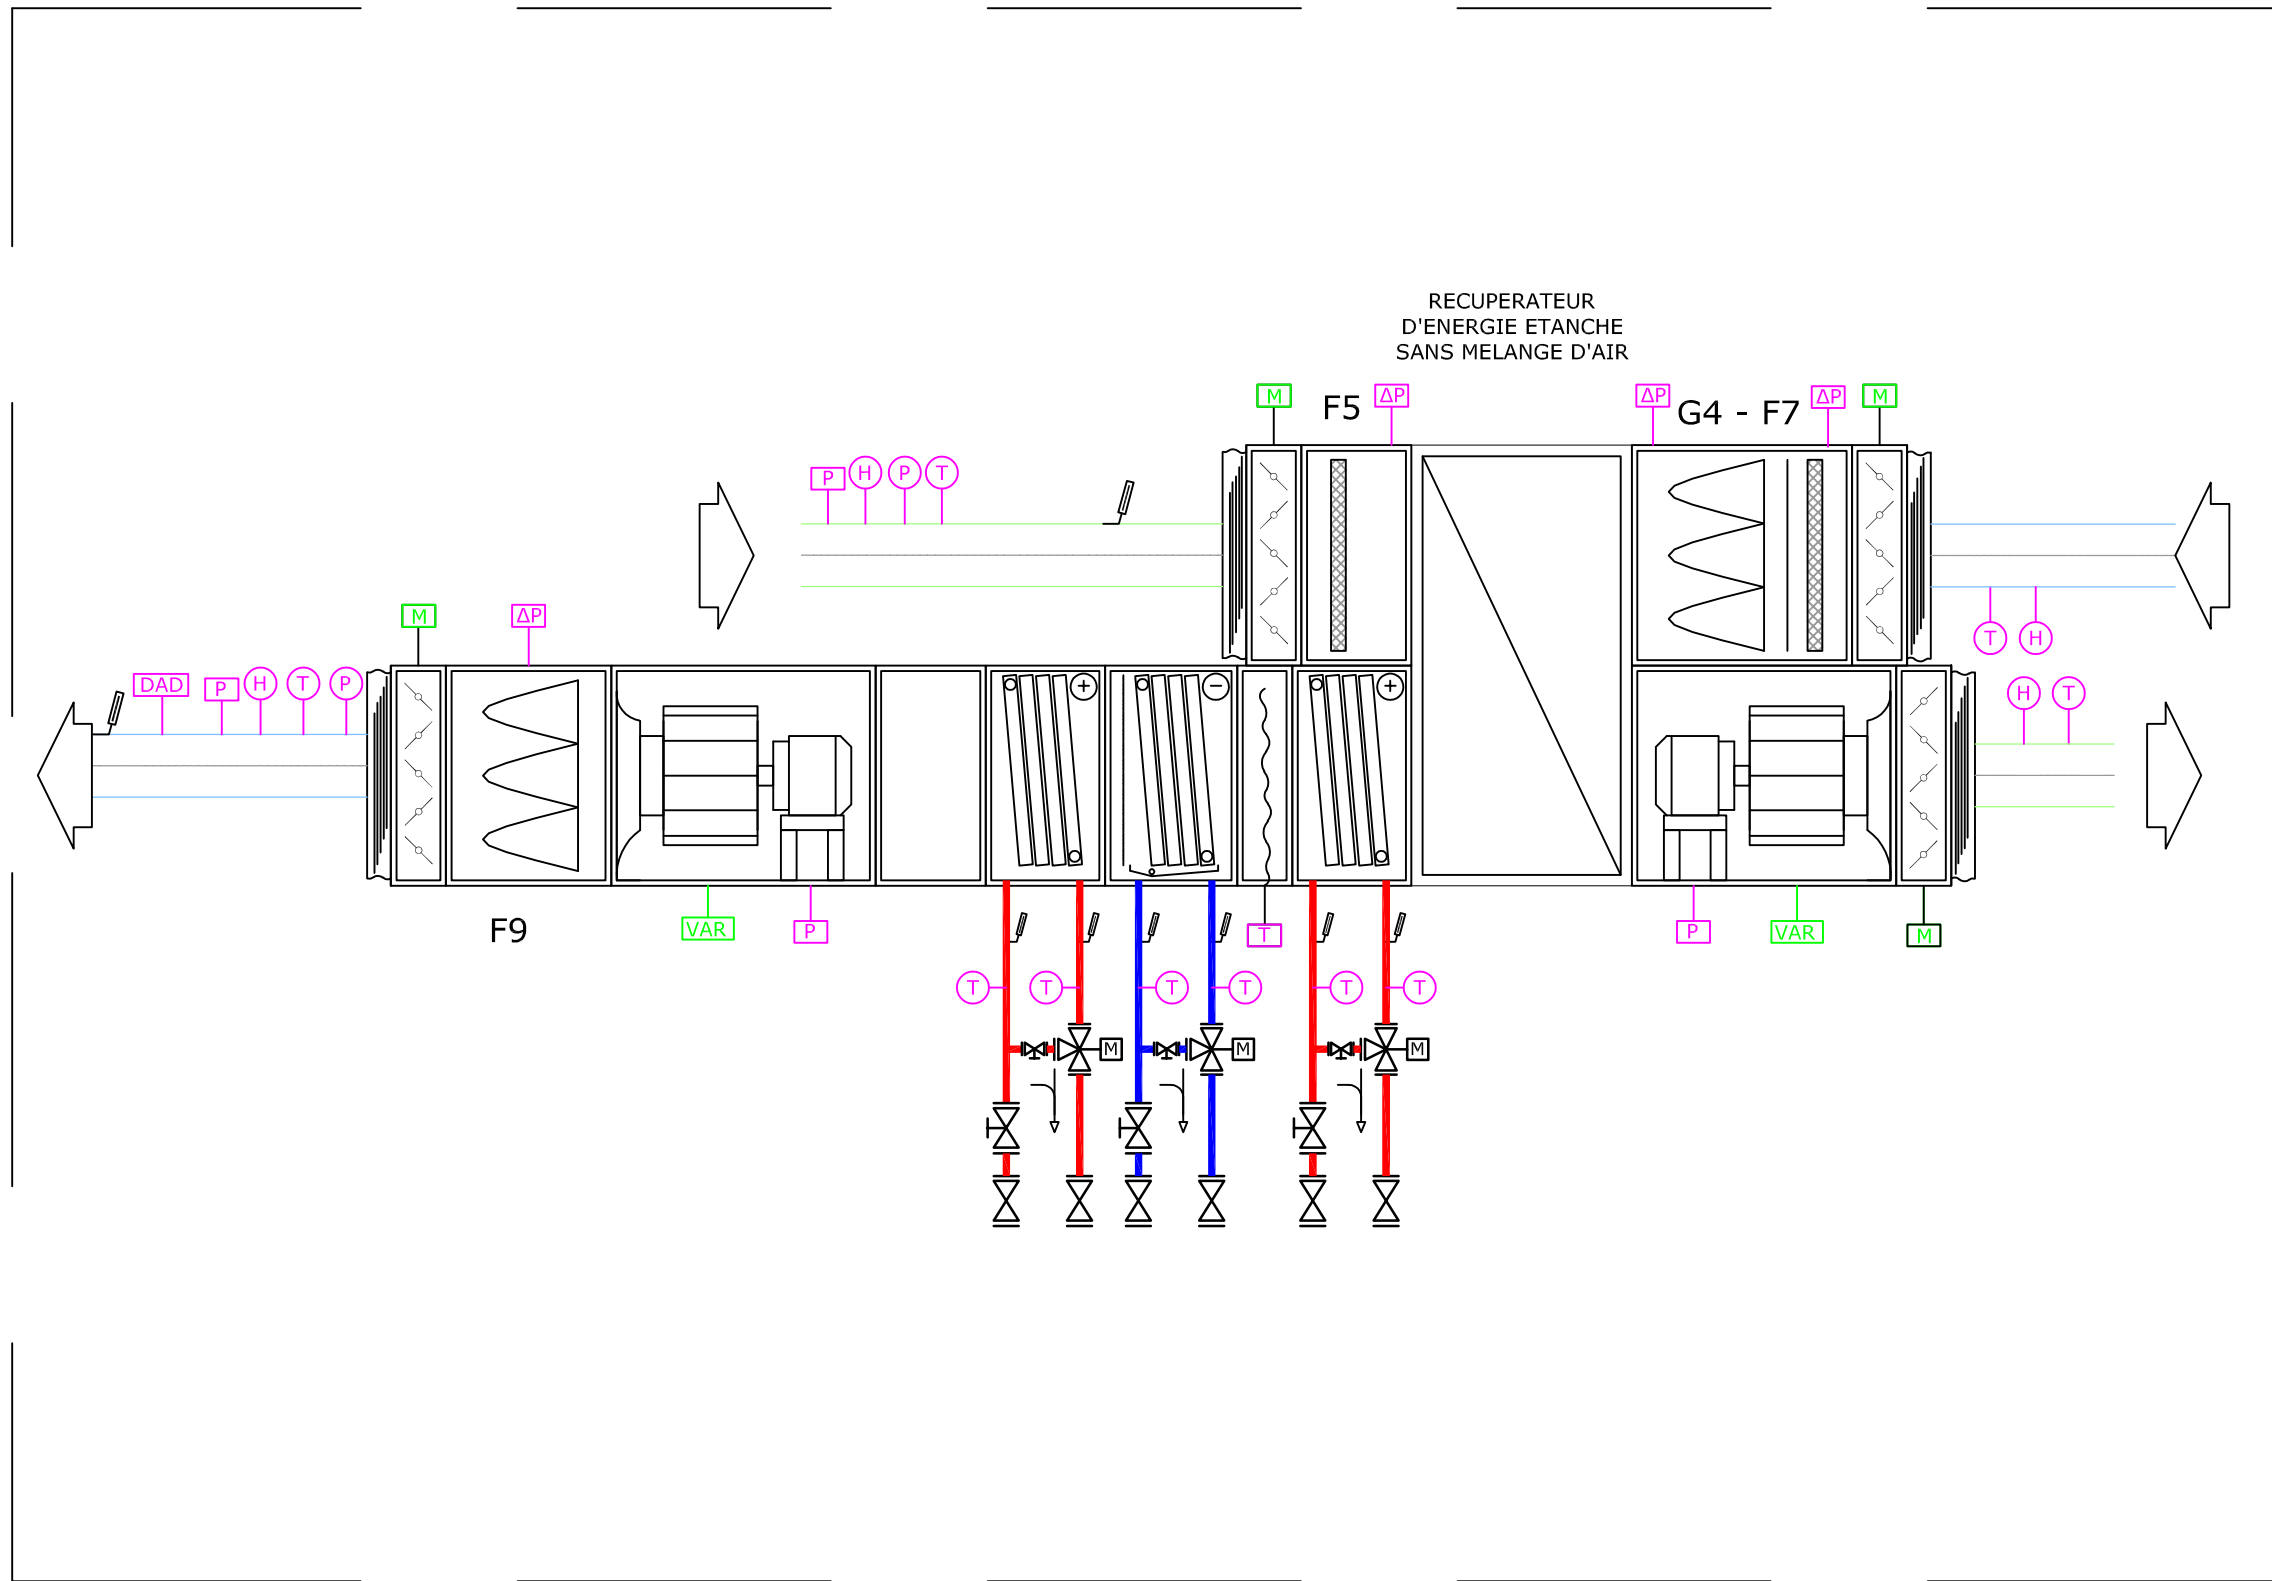 RECUPERATEUR
D'ENERGIE ETANCHE
SANS MELANGE D'AIR
M
F5
ΔP
ΔP
G4 - F7
ΔP
M
P
H
P
T
M
ΔP
T
H
DAD
P
H
T
P
+
−
+
H
T
F9
VAR
P
T
P
VAR
M
T
T
T
T
T
T
M
M
M